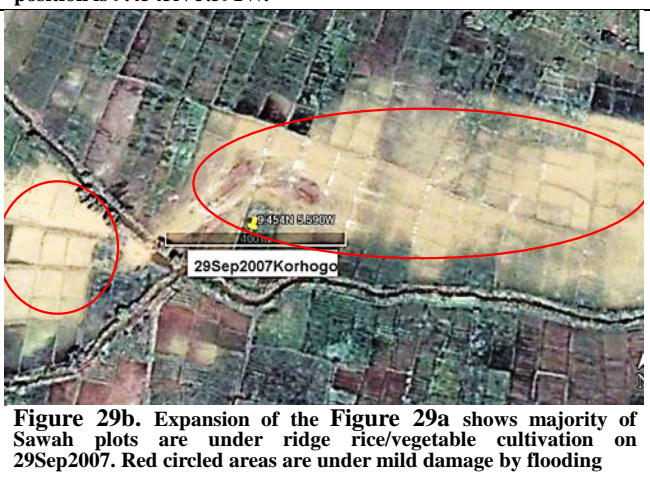 9.454N 5.590W
400 m
29Sep2007Korhogo
N
Figure 29b. Expansion of the Figure 29a shows majority of
Sawah plots are under ridge rice/vegetable cultivation on
29Sep2007. Red circled areas are under mild damage by flooding